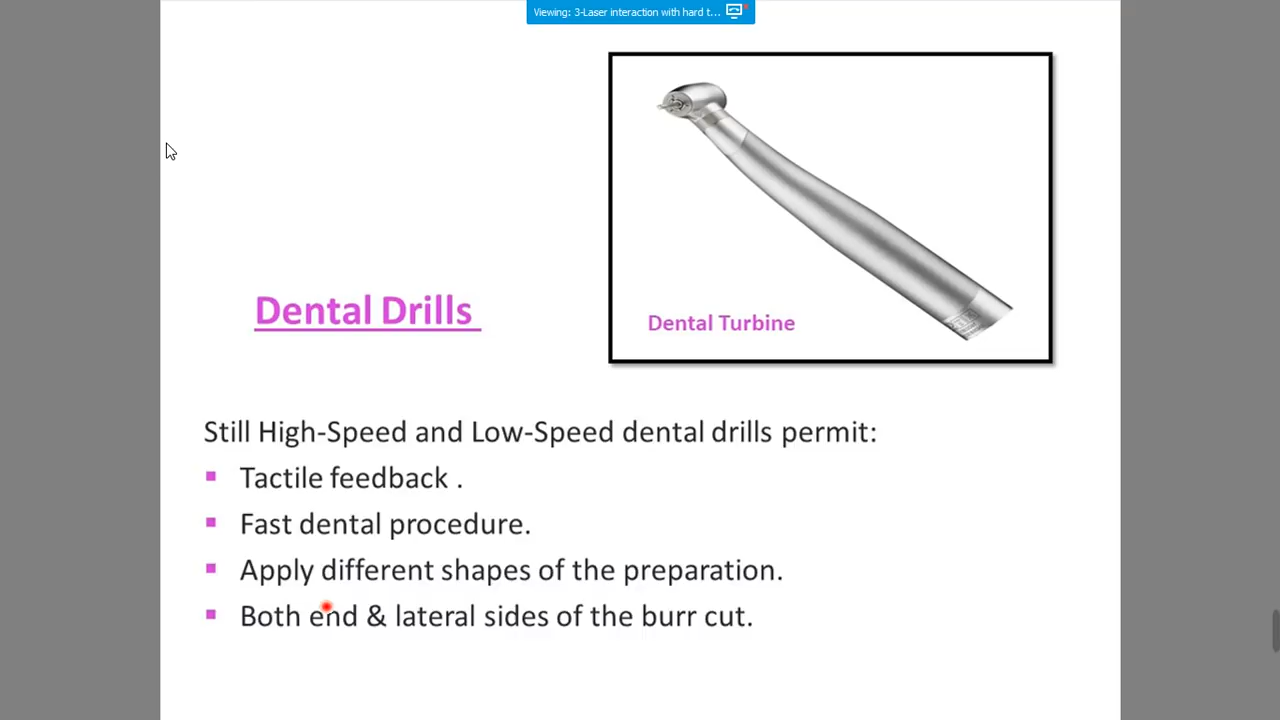 Viewing: 3-Laser interaction with hard t...
Dental Turbine
Dental Drills
Still High-Speed and Low-Speed dental drills permit:
Tactile feedback .
Fast dental procedure.
Apply different shapes of the preparation.
Both end & lateral sides of the burr cut.